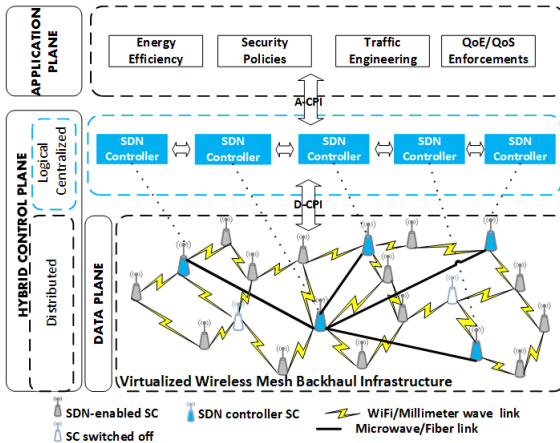 APPLICATION
PLANE
Energy
Efficiency
Security
Policies
Traffic
Engineering
QoE/QoS
Enforcements
A-CPI
HYBRID CONTROL PLANE
Logical
Centralized
SDN
Controller
SDN
Controller
SDN
Controller
SDN
Controller
SDN
Controller
D-CPI
Distributed
DATA PLANE
Virtualized Wireless Mesh Backhaul Infrastructure
SDN-enabled SC
SDN controller SC
WiFi/Millimeter wave link
SC switched off
Microwave/Fiber link